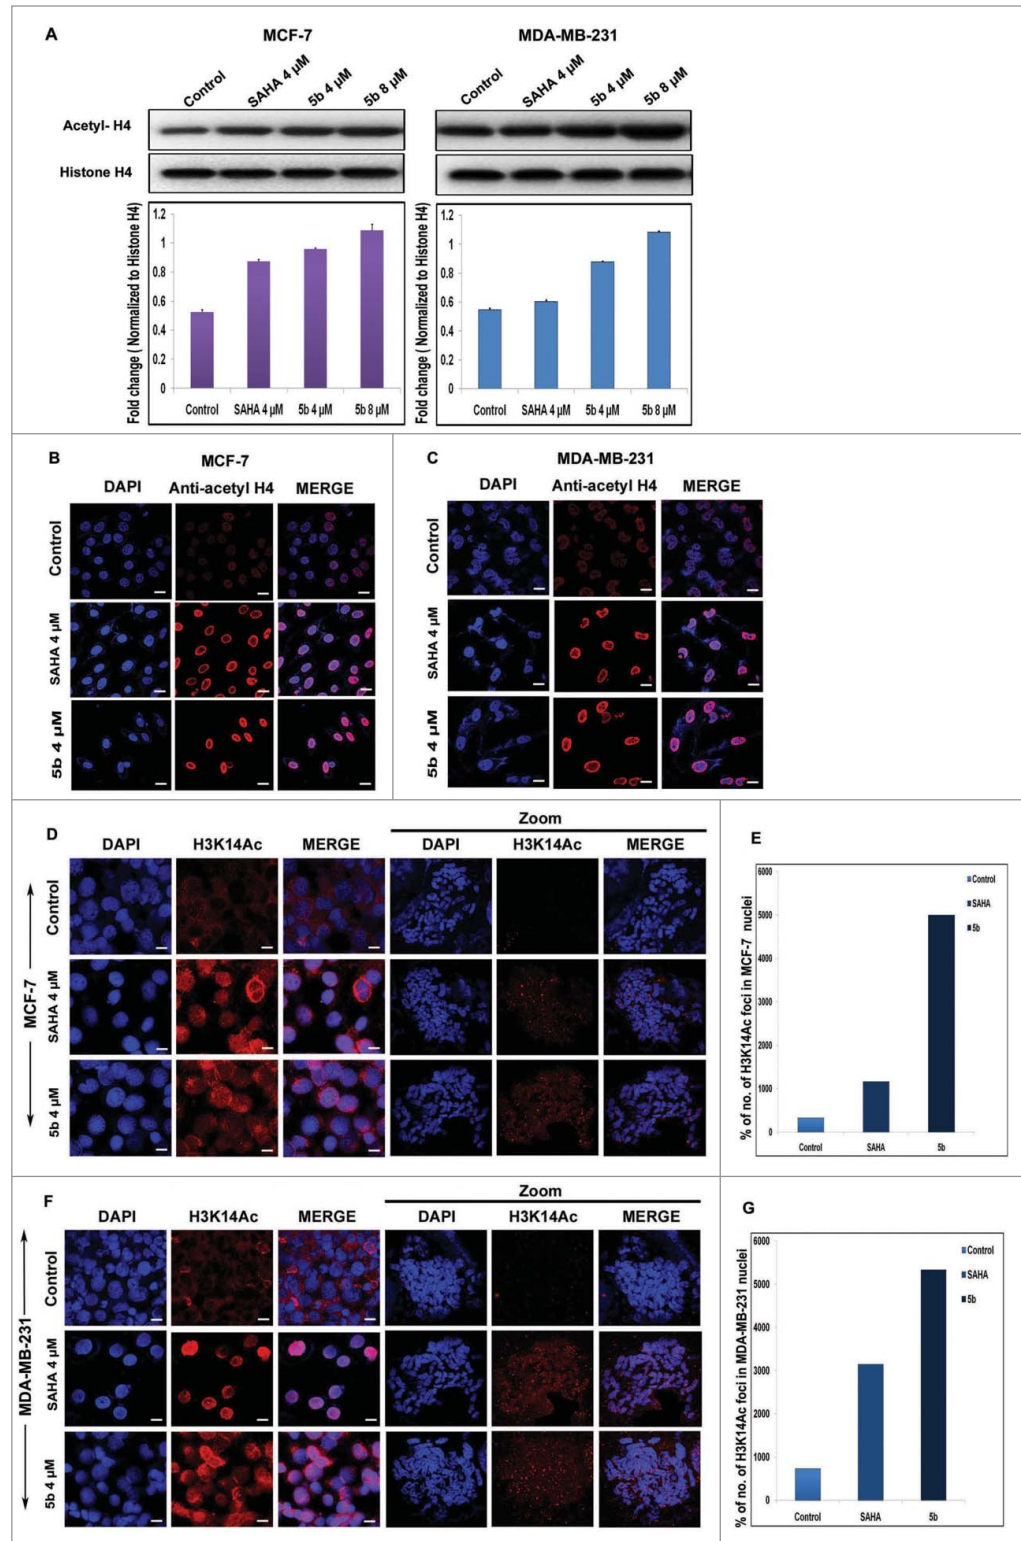 A
MCF-7
MDA-MB-231
Control
SAHA 4 µM
5b 4 µM
5b 8 µM
Control
SAHA 4 µM
5b 4 µM
5b 8 µM
Acetyl- H4
Histone H4
Fold change ( Normalized to Histone H4)
1.2
1
0.8
0.6
0.4
0.2
0
Control SAHA 4 µM 5b 4 µM 5b 8 µM
Fold change ( Normalized to Histone H4)
1.2
1
0.8
0.6
0.4
0.2
0
Control SAHA 4 µM 5b 4 µM 5b 8 µM
B
MCF-7
DAPI Anti-acetyl H4 MERGE
Control
SAHA 4 µM
5b 4 µM
C
MDA-MB-231
DAPI Anti-acetyl H4 MERGE
Control
SAHA 4 µM
5b 4 µM
D
Zoom
DAPI H3K14Ac MERGE DAPI H3K14Ac MERGE
MCF-7
Control
SAHA 4 µM
5b 4 µM
E
% of no. of H3K14Ac foci in MCF-7 nuclei
6000
5000
4000
3000
2000
1000
0
Control SAHA 5b
Control
SAHA
5b
F
Zoom
DAPI H3K14Ac MERGE DAPI H3K14Ac MERGE
MDA-MB-231
Control
SAHA 4 µM
5b 4 µM
G
% of no. of H3K14Ac foci in MDA-MB-231 nuclei
6000
5000
4000
3000
2000
1000
0
Control SAHA 5b
Control
SAHA
5b